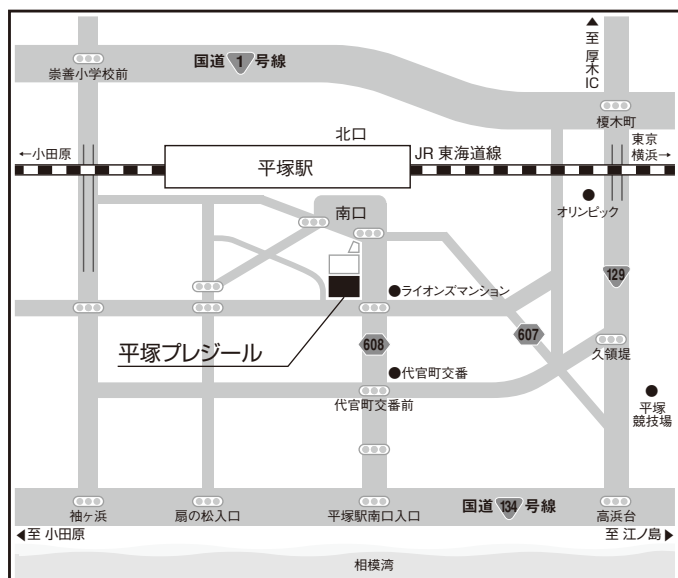 ▲
至 厚木IC
国道 1 号線
崇善小学校前
榎木町
北口
←小田原
平塚駅
JR 東海道線
東京
横浜→
南口
オリンピック
129
●ライオンズマンション
平塚プレジール
608
607
久領堤
●代官町交番
代官町交番前
平塚
競技場
国道 134 号線
袖ヶ浜
扇の松入口
平塚駅南口入口
高浜台
◀至 小田原
至 江ノ島▶
相模湾